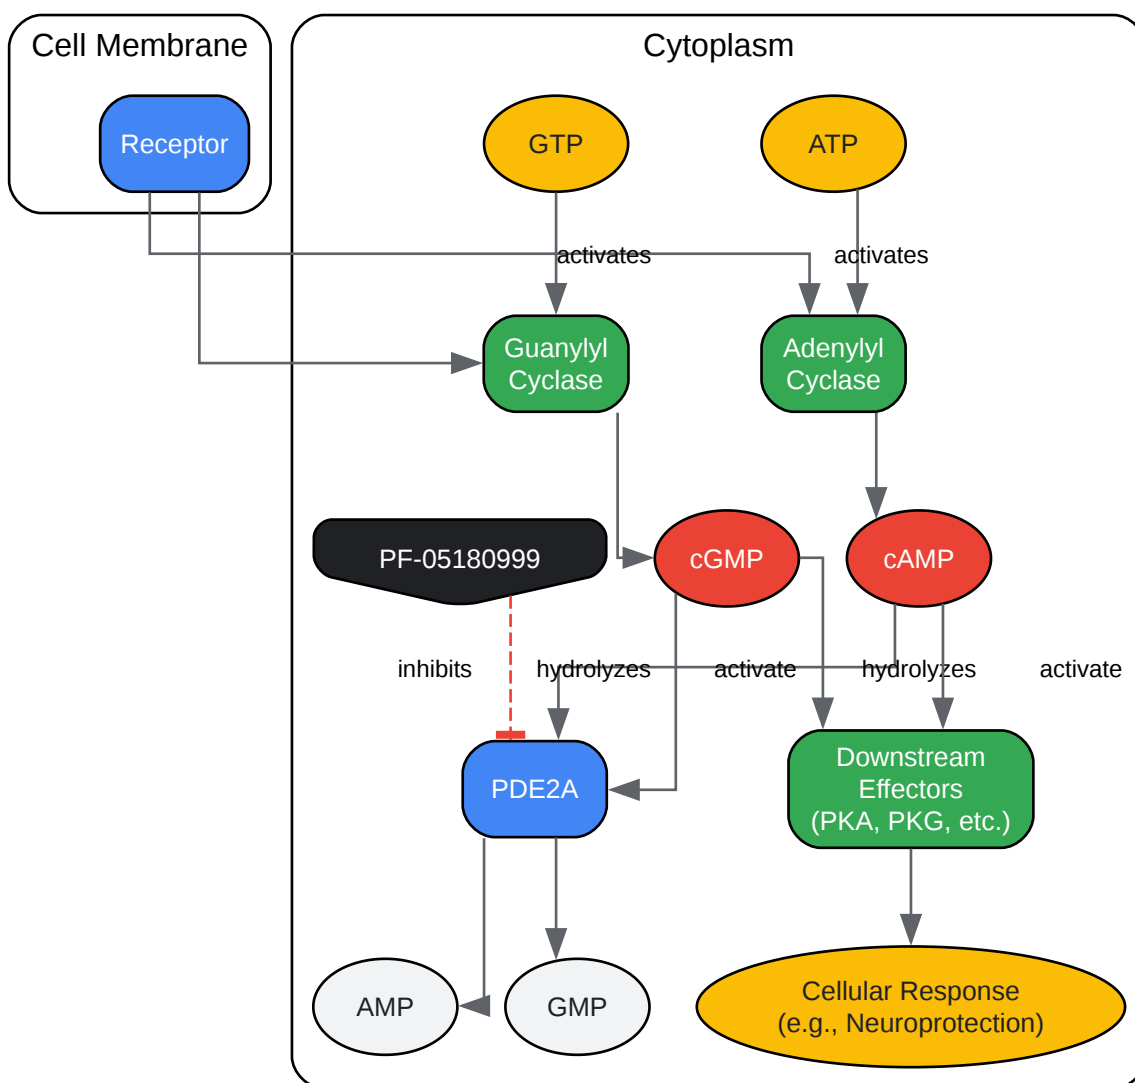 Cell Membrane
Cytoplasm
Receptor
GTP
ATP
activates
activates
Guanylyl
Cyclase
Adenylyl
Cyclase
PF-05180999
cGMP
cAMP
inhibits
hydrolyzes
activate
hydrolyzes
activate
PDE2A
Downstream
Effectors
(PKA, PKG, etc.)
AMP
GMP
Cellular Response
(e.g., Neuroprotection)